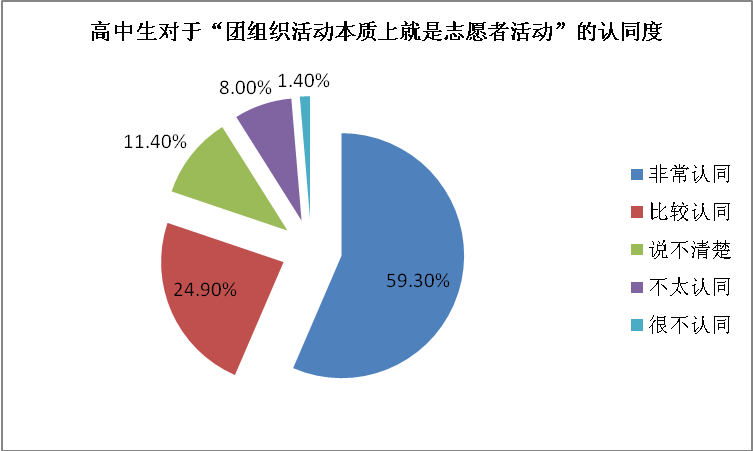 高中生对于“团组织活动本质上就是志愿者活动”的认同度
1.40%
8.00%
11.40%
24.90%
59.30%
非常认同
比较认同
说不清楚
不太认同
很不认同